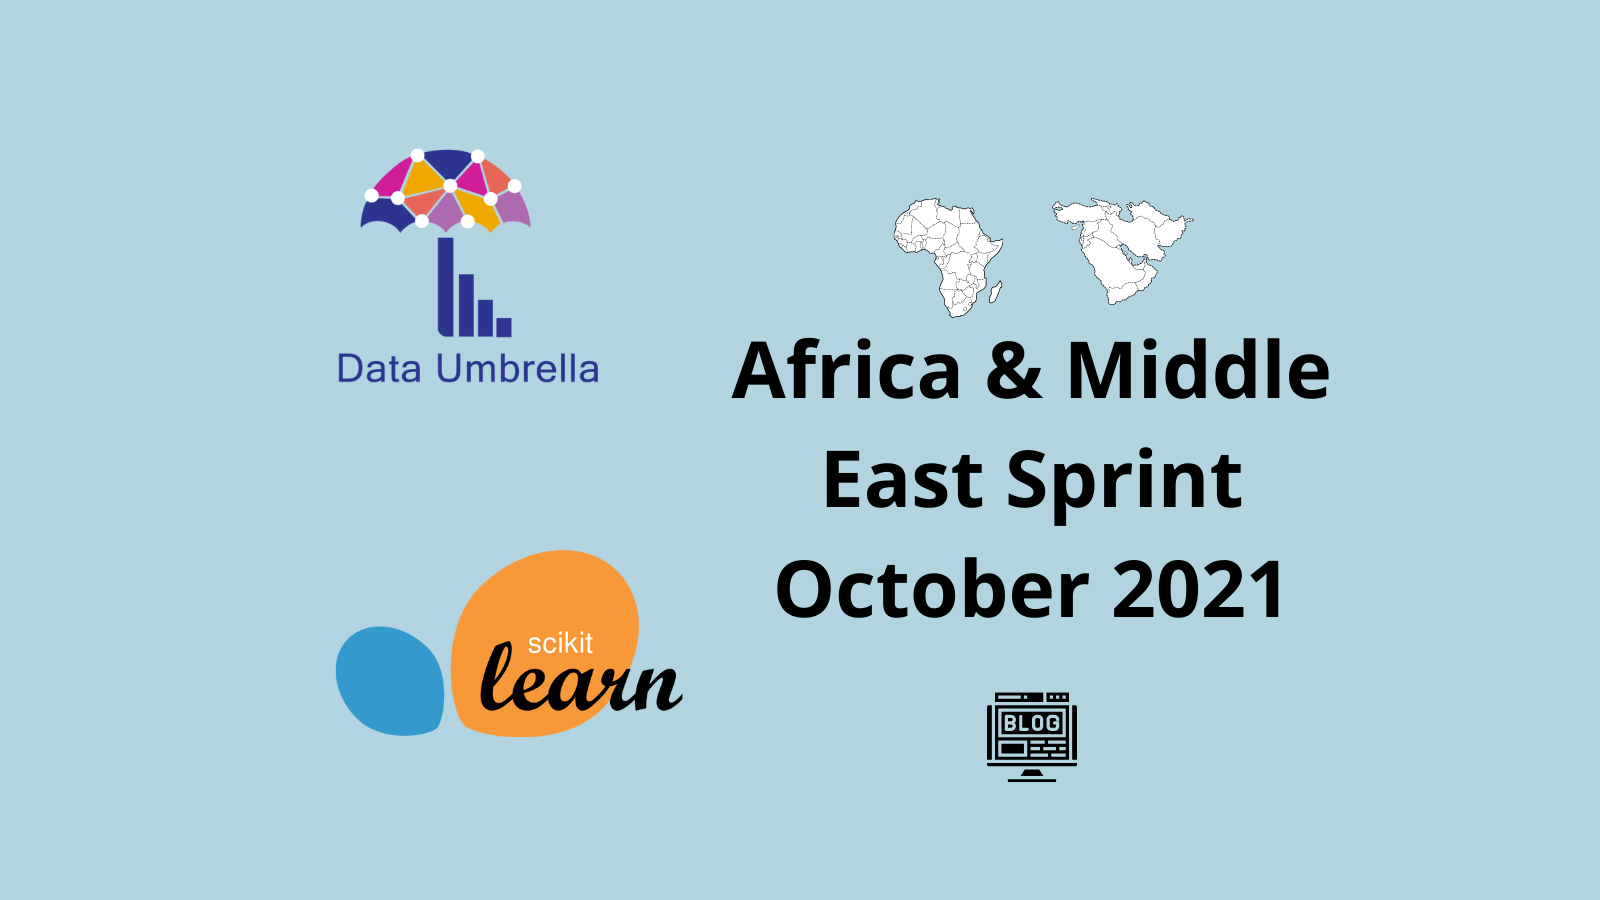 Data Umbrella
Africa & Middle
East Sprint
October 2021
scikit
learn
BLOG